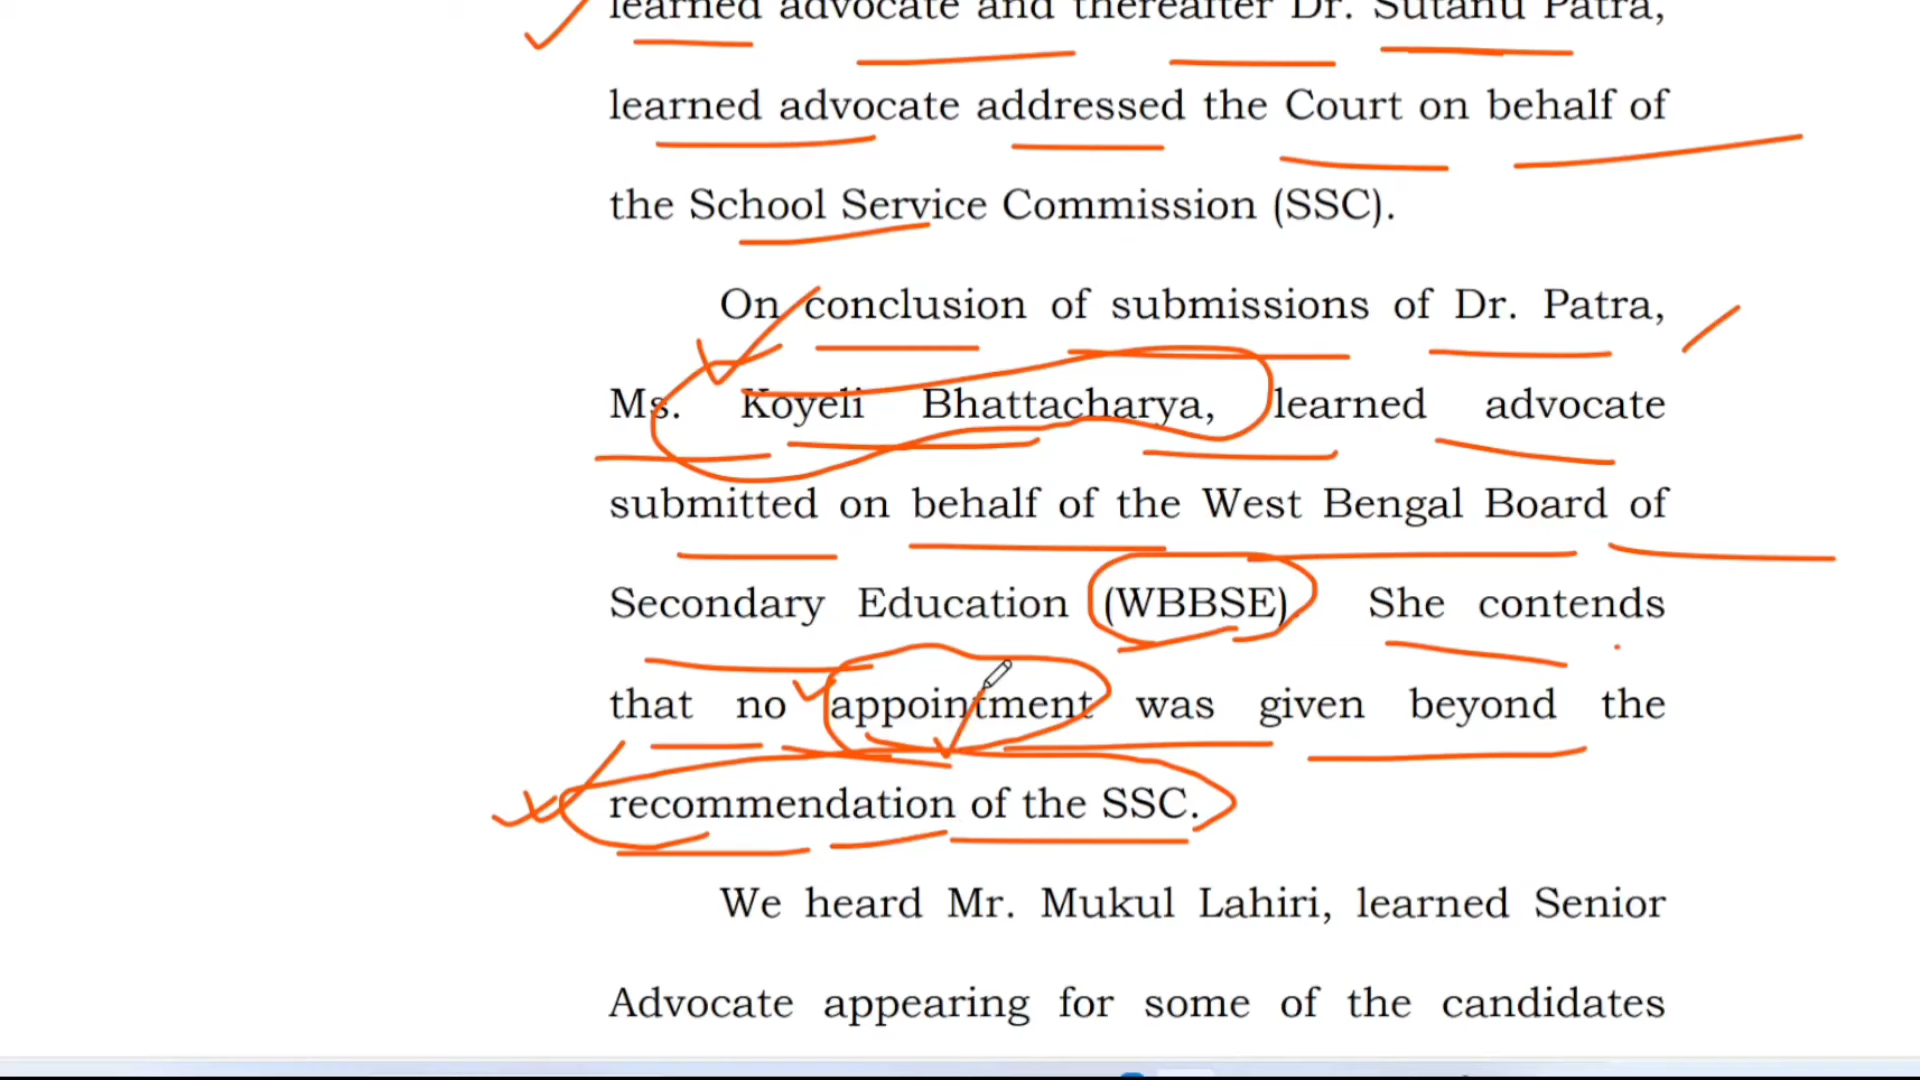 learned advocate and thereafter Dr. Sutanu Patra,
learned advocate addressed the Court on behalf of
the School Service Commission (SSC).
On conclusion of submissions of Dr. Patra,
Ms. Koyeli Bhattacharya, learned advocate
submitted on behalf of the West Bengal Board of
Secondary Education (WBBSE) She contends
that no appointment was given beyond the
recommendation of the SSC.
We heard Mr. Mukul Lahiri, learned Senior
Advocate appearing for some of the candidates